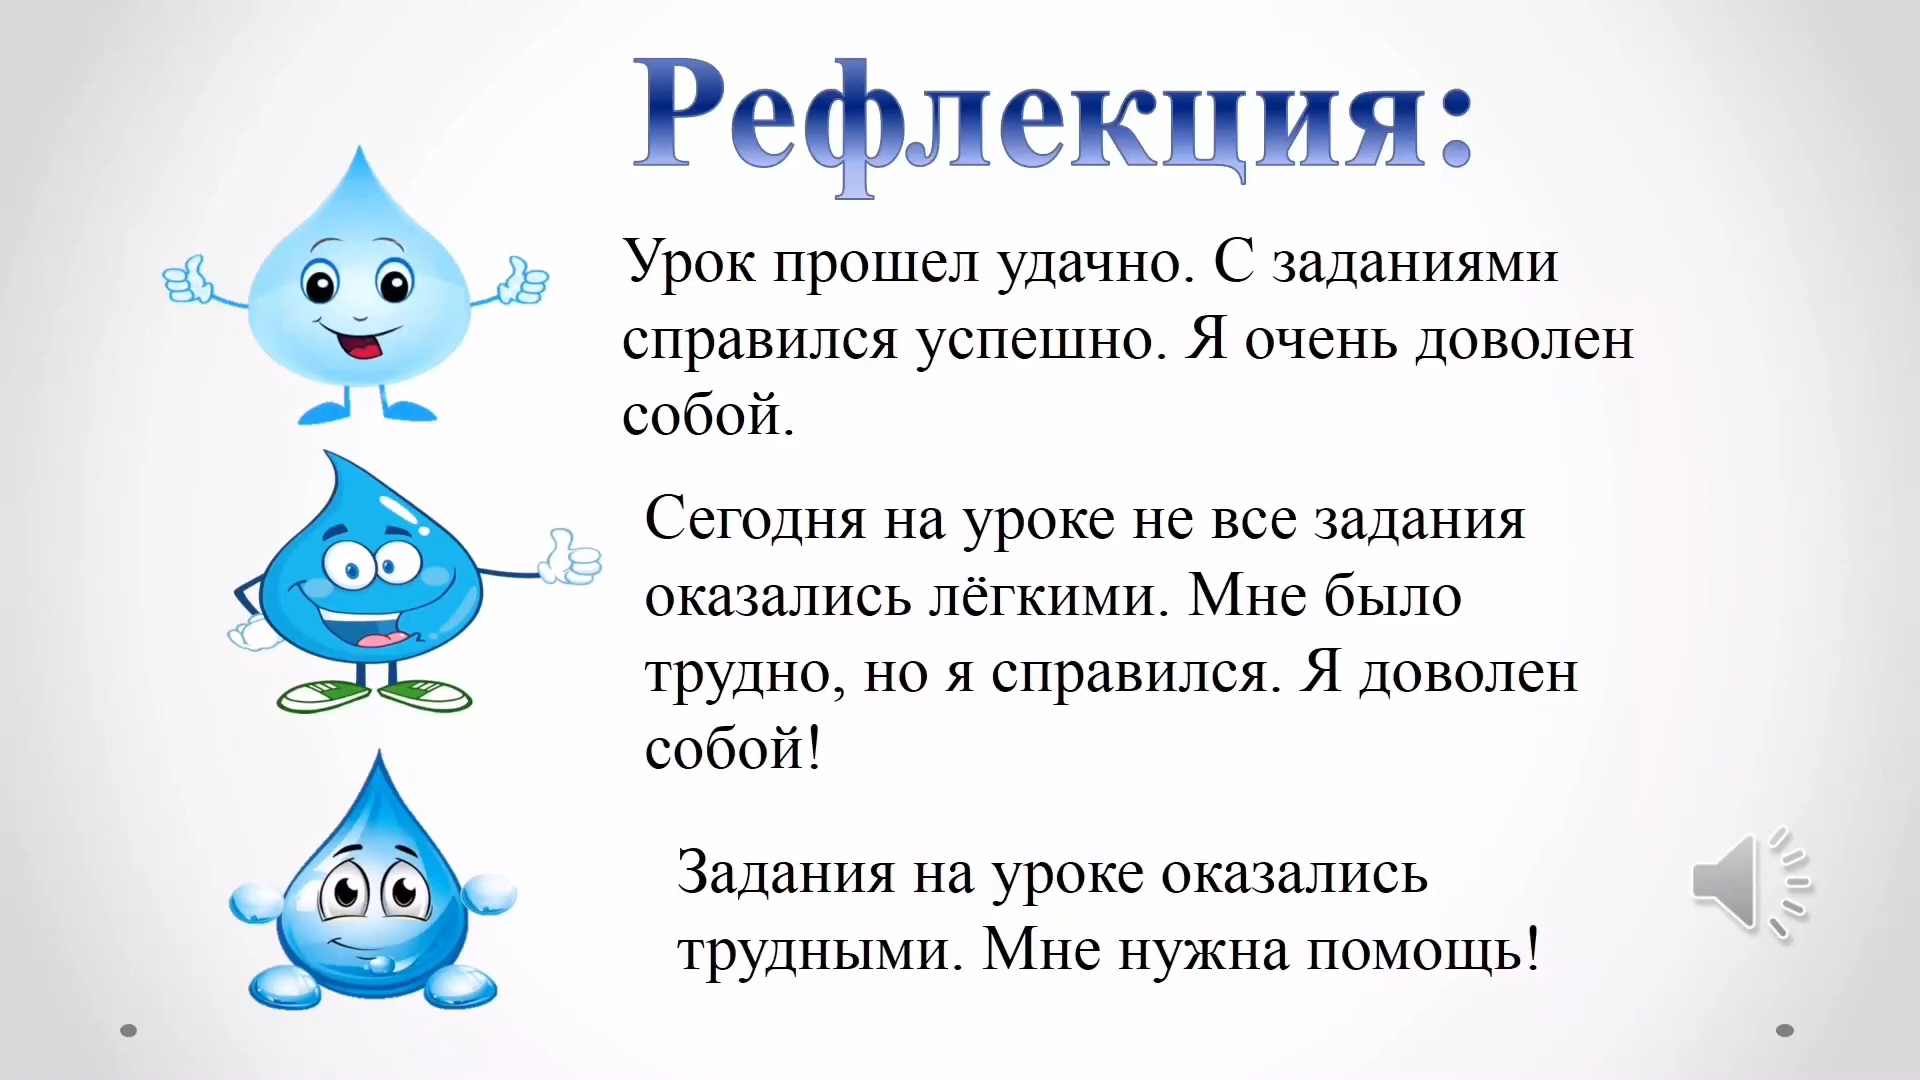 Рефлекция:
Урок прошел удачно. С заданиями
справился успешно. Я очень доволен
собой.
Сегодня на уроке не все задания
оказались лёгкими. Мне было
трудно, но я справился. Я доволен
собой!
Задания на уроке оказались
трудными. Мне нужна помощь!